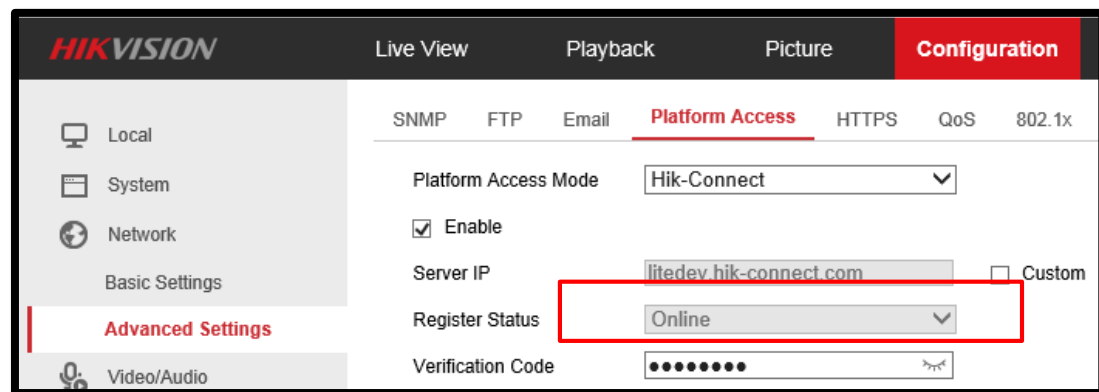 HIKVISION Live View Playback Picture Configuration
SNMP FTP Email Platform Access HTTPS QoS 802.1x
Local
System
Network
Basic Settings
Advanced Settings
Video/Audio
Platform Access Mode Hik-Connect
Enable
Server IP litedev.hik-connect.com Custom
Register Status Online
Verification Code ●●●●●●●●